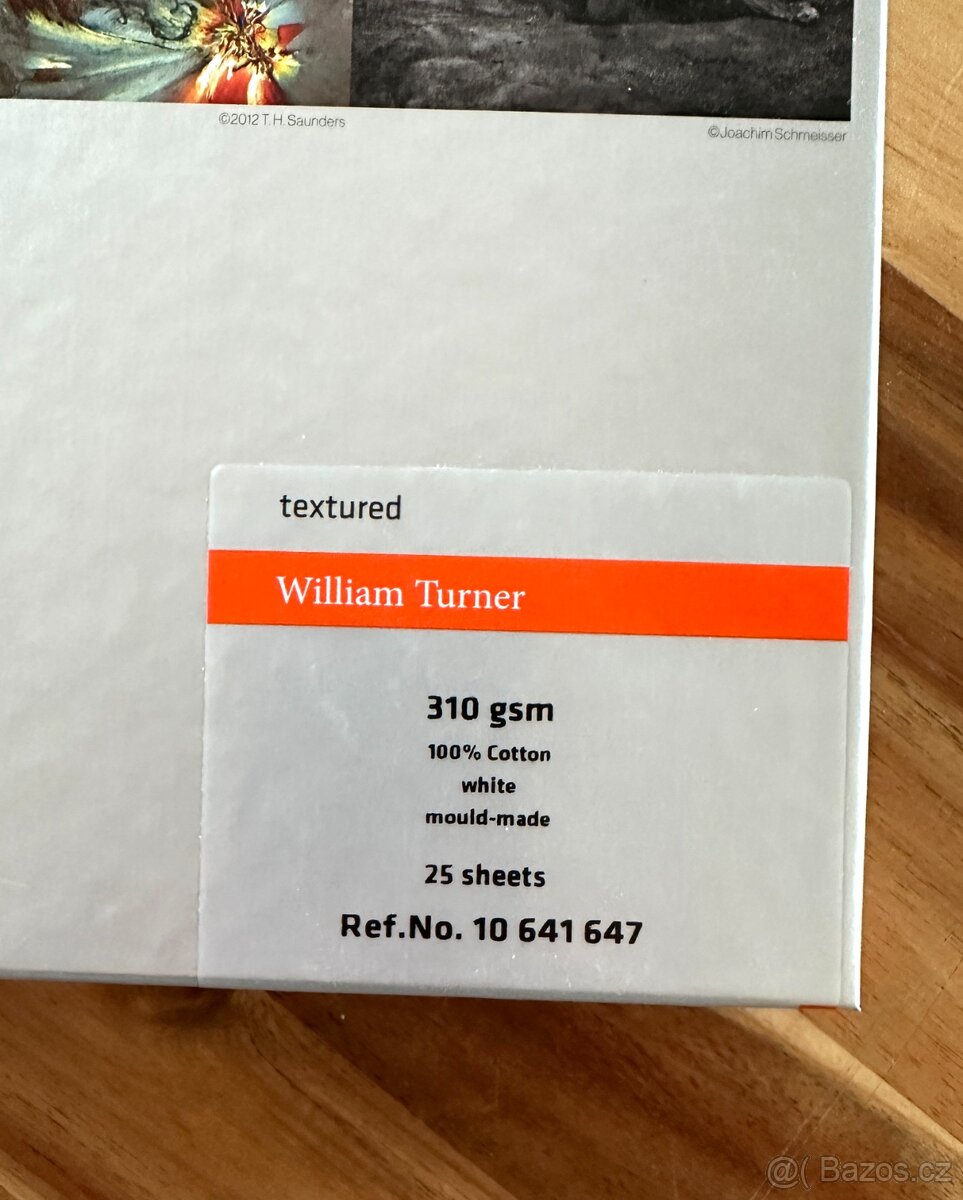 ©2012 T. H. Saunders
©Joachim Schmeisser
textured
William Turner
310 gsm
100% Cotton
white
mould-made
25 sheets
Ref.No. 10 641 647
@( Bazos.cz